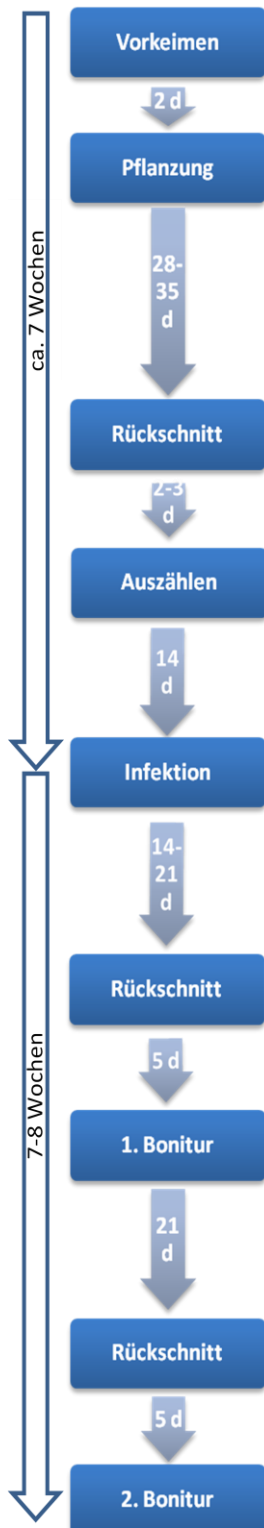 Vorkeimen
2 d
Pflanzung
28-
35
d
ca. 7 Wochen
Rückschnitt
2-3
d
Auszählen
14
d
Infektion
14-
21
d
Rückschnitt
5 d
7-8 Wochen
1. Bonitur
21
d
Rückschnitt
5 d
2. Bonitur